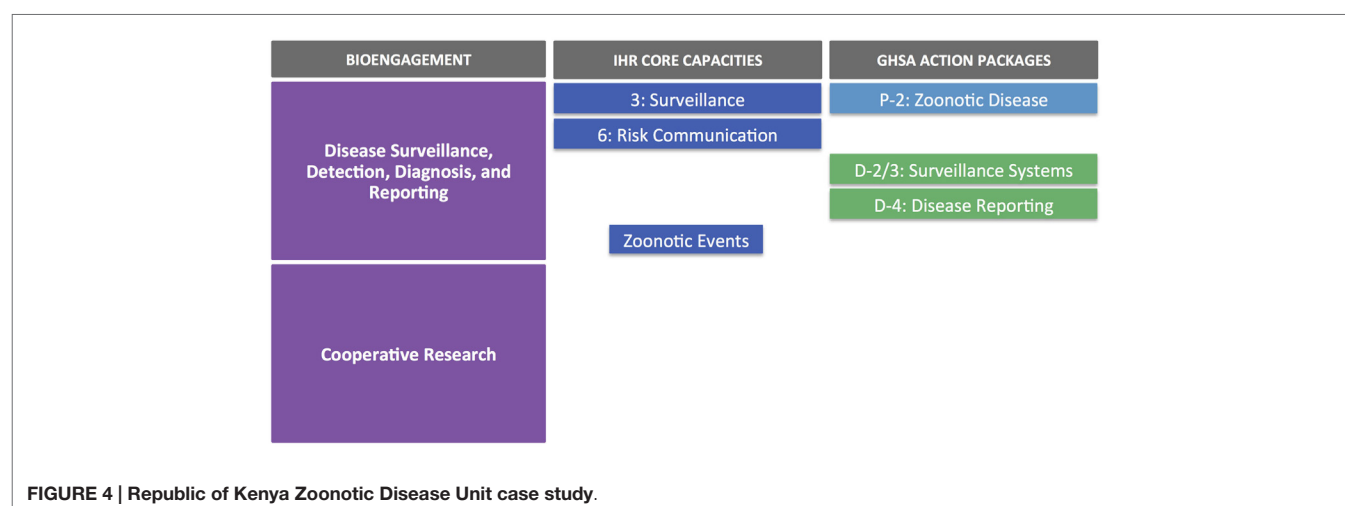 BIOENGAGEMENT
IHR CORE CAPACITIES
GHSA ACTION PACKAGES
Disease Surveillance,
Detection, Diagnosis, and
Reporting
3: Surveillance
6: Risk Communication
Zoonotic Events
P-2: Zoonotic Disease
D-2/3: Surveillance Systems
D-4: Disease Reporting
Cooperative Research
FIGURE 4 | Republic of Kenya Zoonotic Disease Unit case study.